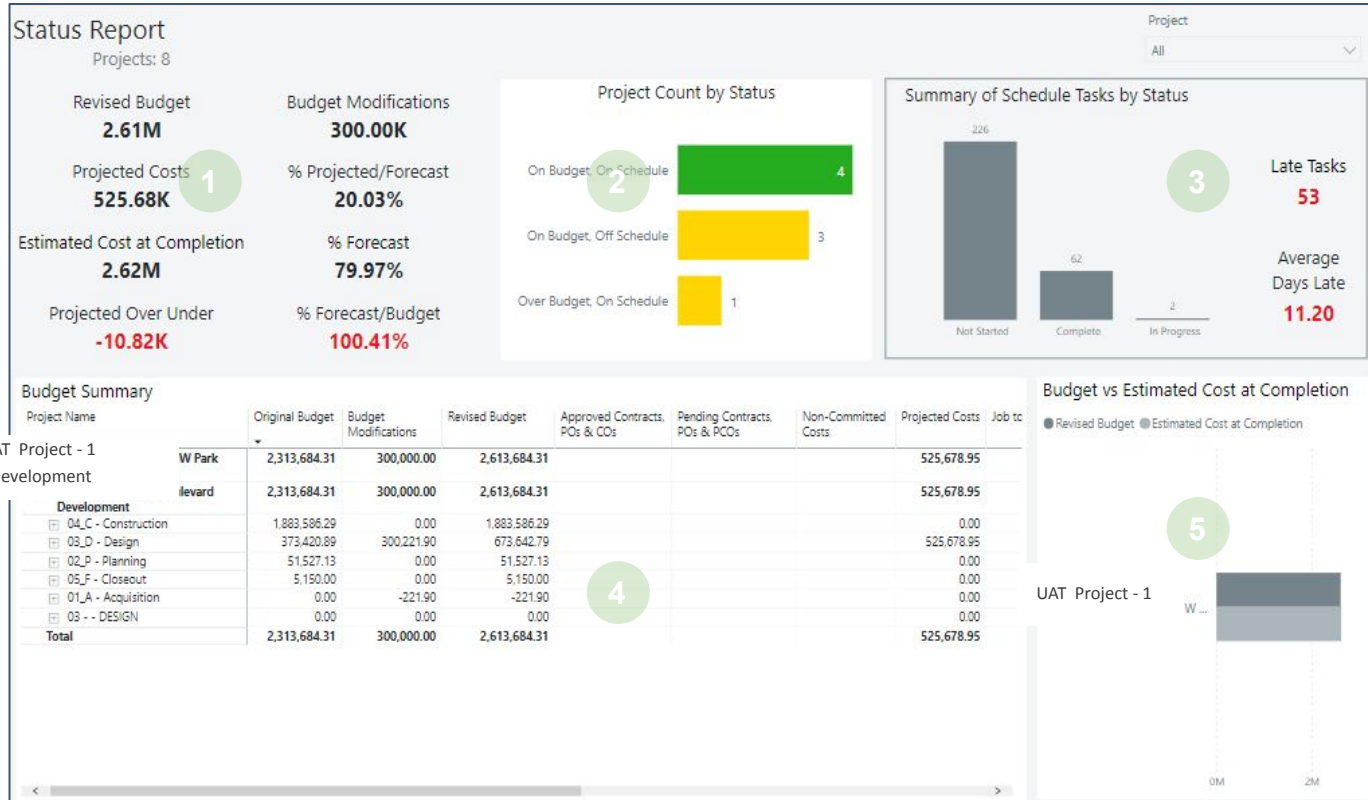 Status Report
Projects: 8
Project
All
Revised Budget
2.61M
Budget Modifications
300.00K
Projected Costs
525.68K
1
% Projected/Forecast
20.03%
Estimated Cost at Completion
2.62M
% Forecast
79.97%
Projected Over Under
-10.82K
% Forecast/Budget
100.41%
Project Count by Status
On Budget, On Schedule
2
4
On Budget, Off Schedule
3
Over Budget, On Schedule
1
Summary of Schedule Tasks by Status
226
62
2
Not Started
Complete
In Progress
3
Late Tasks
53
Average
Days Late
11.20
Budget Summary
Project Name Original Budget Budget Modifications Revised Budget Approved Contracts, POs & COs Pending Contracts, POs & PCOs Non-Committed Costs Projected Costs Job to
AT Project - 1
W Park 2,313,684.31 300,000.00 2,613,684.31 525,678.95
evelopment
levard 2,313,684.31 300,000.00 2,613,684.31 525,678.95
Development
04_C - Construction 1,883,586.29 0.00 1,883,586.29 0.00
03_D - Design 373,420.89 300,221.90 673,642.79 525,678.95
02_P - Planning 51,527.13 0.00 51,527.13 0.00
05_F - Closeout 5,150.00 0.00 5,150.00 0.00
01_A - Acquisition 0.00 -221.90 -221.90 0.00
03 - - DESIGN 0.00 0.00 0.00 0.00
Total 2,313,684.31 300,000.00 2,613,684.31 525,678.95
4
Budget vs Estimated Cost at Completion
Revised Budget Estimated Cost at Completion
5
UAT Project - 1
W ...
0M 2M